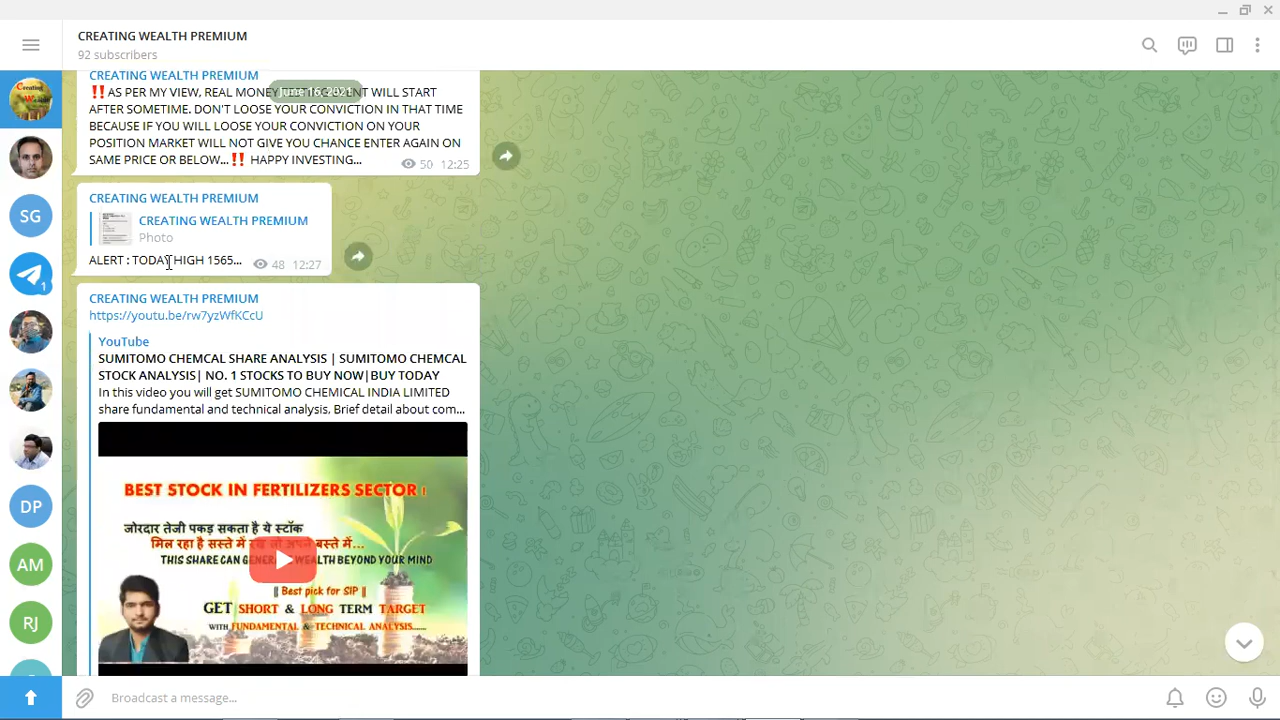 CREATING WEALTH PREMIUM
92 subscribers
CREATING WEALTH PREMIUM
‼️AS PER MY VIEW, REAL MONEY WILL START
AFTER SOMETIME. DON'T LOOSE YOUR CONVICTION IN THAT TIME
BECAUSE IF YOU WILL LOOSE YOUR CONVICTION ON YOUR
POSITION MARKET WILL NOT GIVE YOU CHANCE ENTER AGAIN ON
SAME PRICE OR BELOW...‼️ HAPPY INVESTING...
50 12:25
CREATING WEALTH PREMIUM
CREATING WEALTH PREMIUM
Photo
ALERT : TODAY HIGH 1565...
48 12:27
CREATING WEALTH PREMIUM
https://youtu.be/rw7yzWfKCcU
YouTube
SUMITOMO CHEMCAL SHARE ANALYSIS | SUMITOMO CHEMCAL
STOCK ANALYSIS| NO. 1 STOCKS TO BUY NOW|BUY TODAY
In this video you will get SUMITOMO CHEMICAL INDIA LIMITED
share fundamental and technical analysis. Brief detail about com...
BEST STOCK IN FERTILIZERS SECTOR !
जोरदार तेजी पकड़ सकता है ये स्टॉक
मिल रहा है सस्ते में बस्ते में...
THIS SHARE CAN WEALTH BEYOND YOUR MIND
|| Best pick for SIP ||
GET SHORT & LONG TERM TARGET
WITH FUNDAMENTAL & TECHNICAL ANALYSIS......
SG
1
DP
AM
RJ
Broadcast a message...